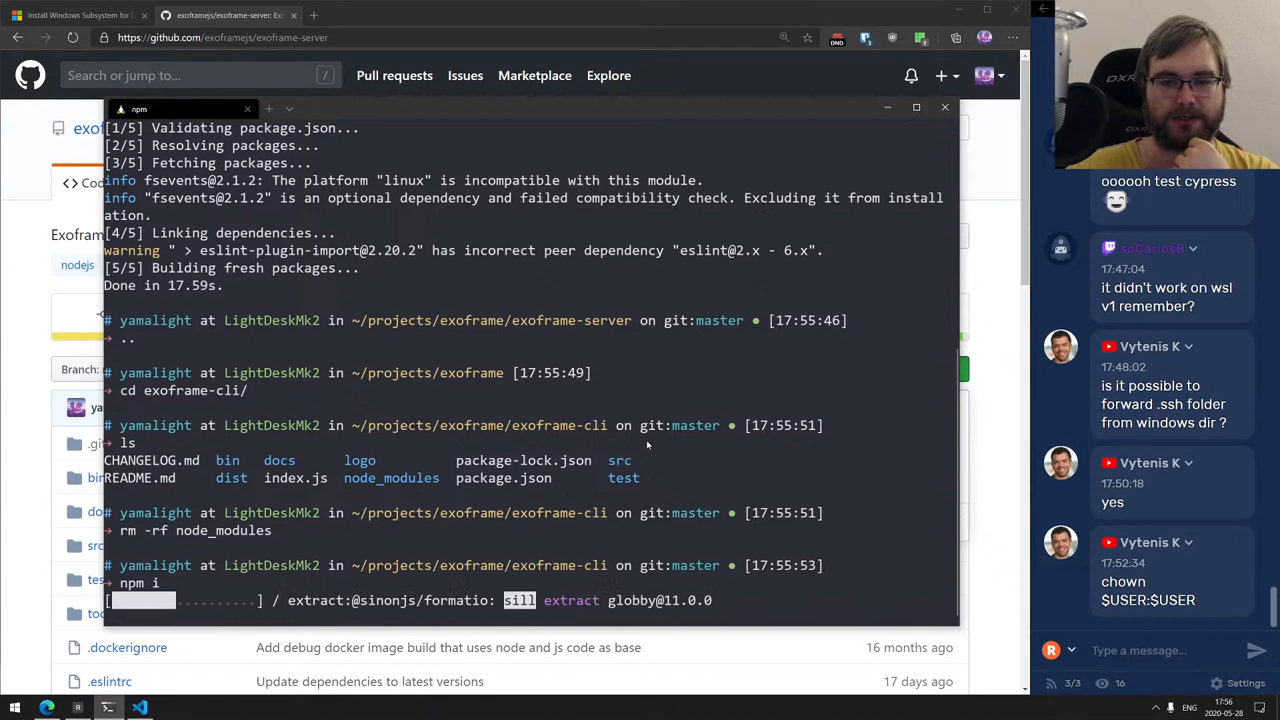 Install Windows Subsystem for L
exoframejs/exoframe-server: Ex
https://github.com/exoframejs/exoframe-server
DND
Search or jump to...
/
Pull requests
Issues
Marketplace
Explore
npm
[1/5] Validating package.json...
[2/5] Resolving packages...
[3/5] Fetching packages...
info fsevents@2.1.2: The platform "linux" is incompatible with this module.
info "fsevents@2.1.2" is an optional dependency and failed compatibility check. Excluding it from install
ation.
[4/5] Linking dependencies...
warning " > eslint-plugin-import@2.20.2" has incorrect peer dependency "eslint@2.x - 6.x".
[5/5] Building fresh packages...
Done in 17.59s.
# yamalight at LightDeskMk2 in ~/projects/exoframe/exoframe-server on git:master ● [17:55:46]
→ ..
# yamalight at LightDeskMk2 in ~/projects/exoframe [17:55:49]
→ cd exoframe-cli/
# yamalight at LightDeskMk2 in ~/projects/exoframe/exoframe-cli on git:master ● [17:55:51]
→ ls
CHANGELOG.md bin docs logo package-lock.json src
README.md dist index.js node_modules package.json test
# yamalight at LightDeskMk2 in ~/projects/exoframe/exoframe-cli on git:master ● [17:55:51]
→ rm -rf node_modules
# yamalight at LightDeskMk2 in ~/projects/exoframe/exoframe-cli on git:master ● [17:55:53]
→ npm i
[ ..........] / extract:@sinonjs/formatio: sill extract globby@11.0.0
exo
<> Cod
Exofram
nodejs
Branch:
ya
.g
bin
do
src
te
too
.dockerignore
Add debug docker image build that uses node and js code as base
16 months ago
.eslintrc
Update dependencies to latest versions
17 days ago
DXR
ooooh test cypress
soCarlosB
17:47:04
it didn't work on wsl
v1 remember?
Vytenis K
17:48:02
is it possible to
forward .ssh folder
from windows dir ?
Vytenis K
17:50:18
yes
Vytenis K
17:52:34
chown
$USER:$USER
R
Type a message...
3/3
16
Settings
R
ENG
17:56
2020-05-28